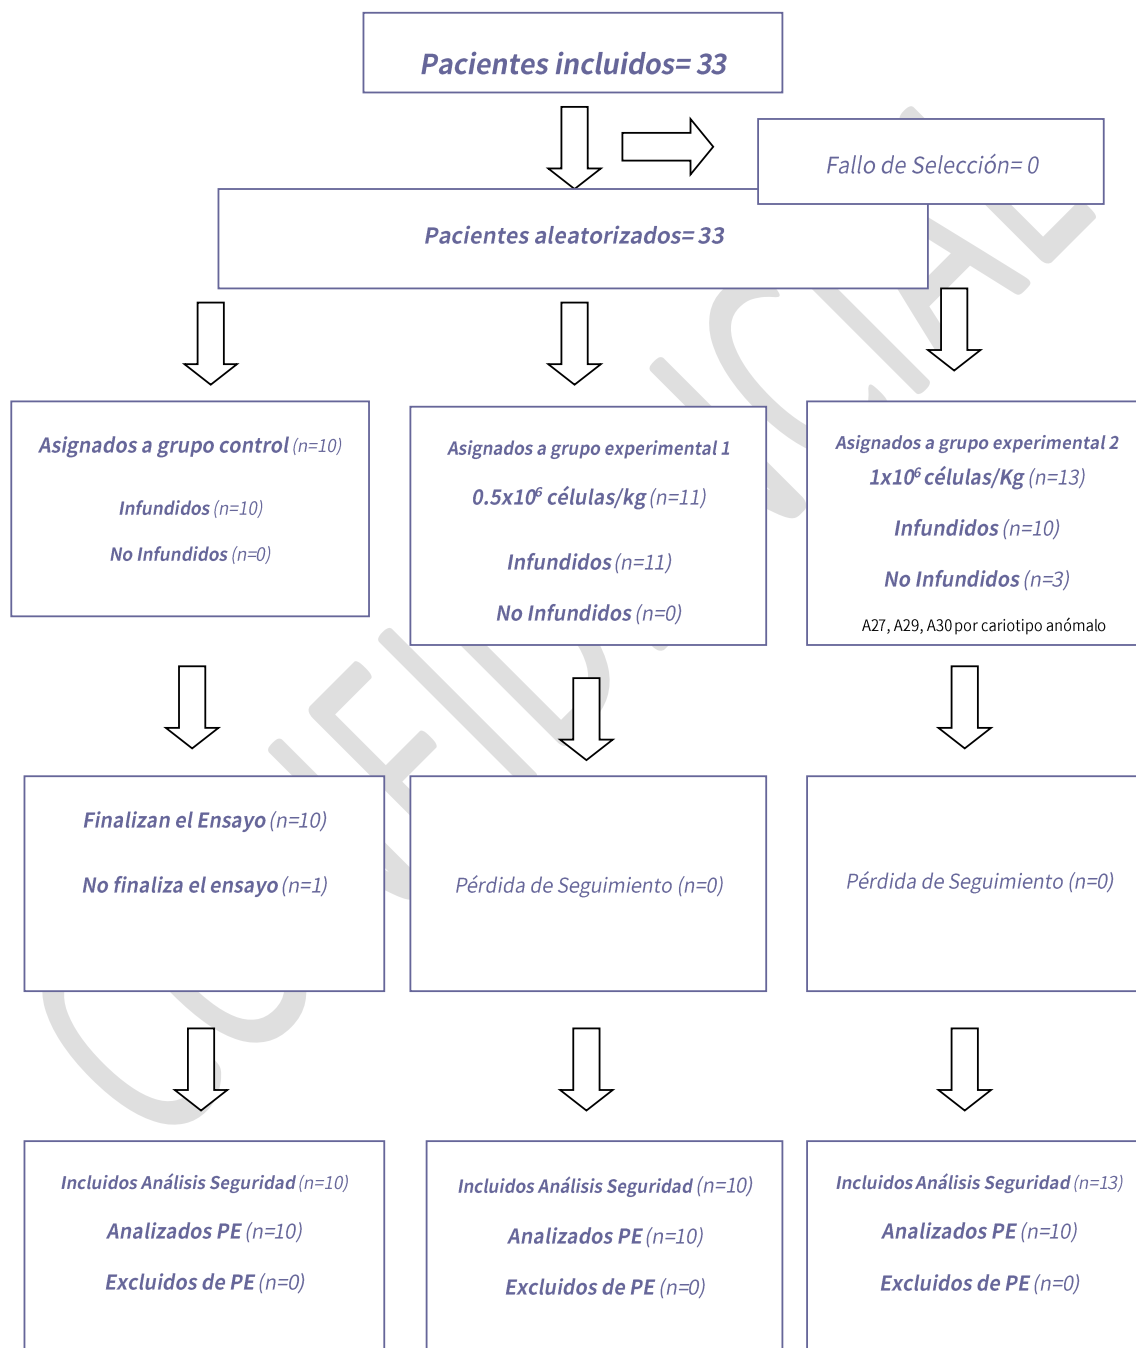 Pacientes incluidos= 33
Fallo de Selección= 0
Pacientes aleatorizados= 33
Asignados a grupo control (n=10)
Infundidos (n=10)
No Infundidos (n=0)
Asignados a grupo experimental 1
0.5x10⁶ células/kg (n=11)
Infundidos (n=11)
No Infundidos (n=0)
Asignados a grupo experimental 2
1x10⁶ células/Kg (n=13)
Infundidos (n=10)
No Infundidos (n=3)
A27, A29, A30 por cariotipo anómalo
Finalizan el Ensayo (n=10)
No finaliza el ensayo (n=1)
Pérdida de Seguimiento (n=0)
Pérdida de Seguimiento (n=0)
Incluidos Análisis Seguridad (n=10)
Analizados PE (n=10)
Excluidos de PE (n=0)
Incluidos Análisis Seguridad (n=10)
Analizados PE (n=10)
Excluidos de PE (n=0)
Incluidos Análisis Seguridad (n=13)
Analizados PE (n=10)
Excluidos de PE (n=0)
CONFIDENCIAL